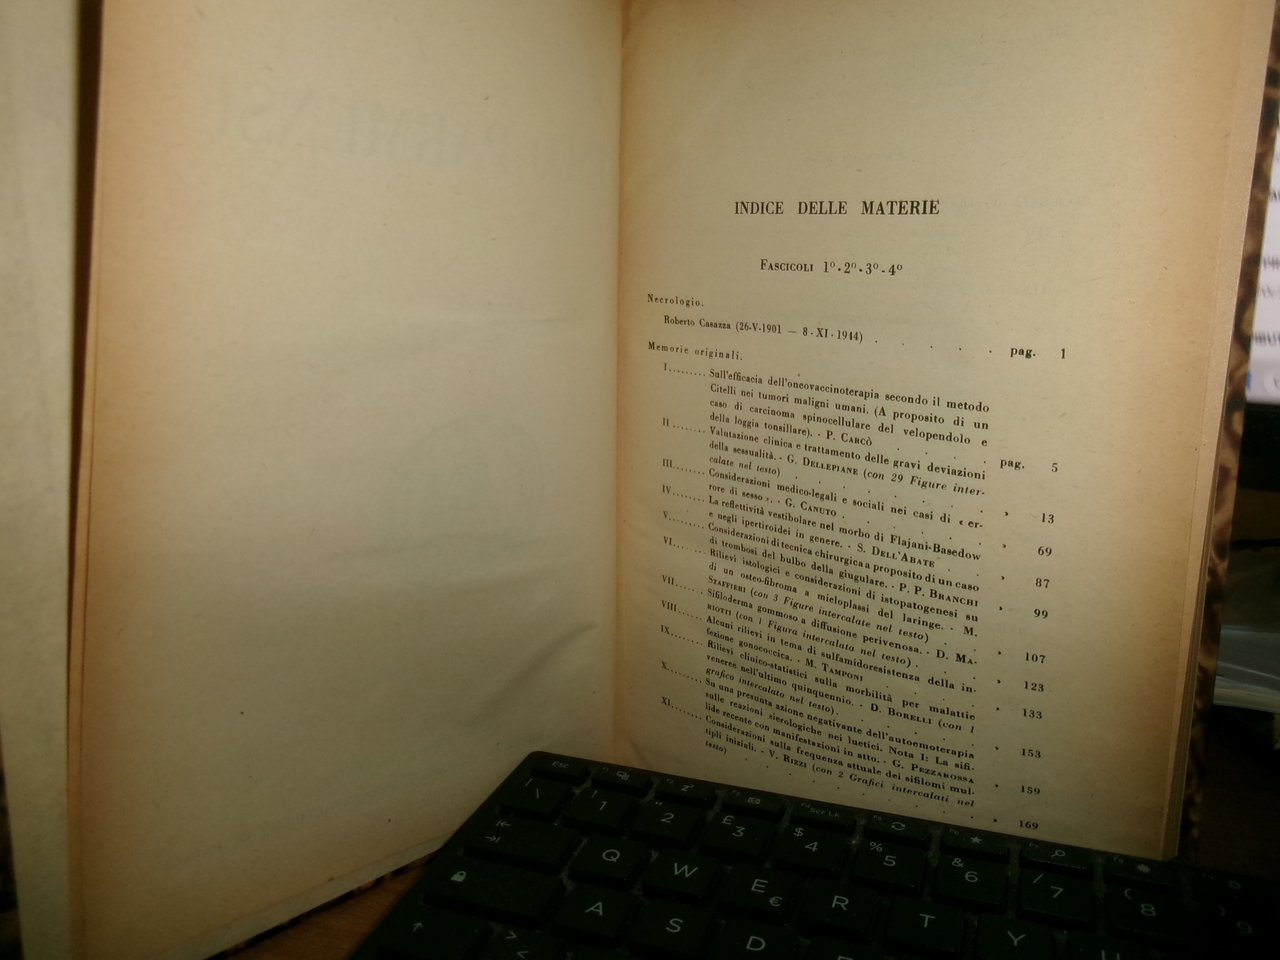 INDICE DELLE MATERIE
FASCICOLI 1º-2º-3º-4º
Necrologio.
Roberto Casazza (26-V-1901 — 8-XI-1944) . . . . . pag. 1
Memorie originali.
I......... Sull'efficacia dell'oneovaccinoterapia secondo il metodo
Citelli nei tumori maligni umani. (A proposito di un
caso di carcinoma spinocellulare del velopendolo e
della loggia tonsillare). - P. CARCÒ . . . . pag. 5
II ........ Valutazione clinica e trattamento delle gravi deviazioni
della sessualità. - G. DELLEPIANE (con 29 Figure inter-
calate nel testo) . . . . . . . » 13
III........ Considerazioni medico-legali e sociali nei casi di « er-
rore di sesso ». - G. CANUTO . . . . . » 69
IV........ La reflettività vestibolare nel morbo di Flajani-Basedow
e negli ipertiroidei in genere. - S. DELL'ABATE . . » 87
V......... Considerazioni di tecnica chirurgica a proposito di un caso
di trombosi del bulbo della giugulare. - P. P. BRANCHI » 99
VI....... Rilievi istologici e considerazioni di istopatogenesi su
di un osteo-fibroma a mieloplassi del laringe. - M.
STAFFIERI (con 3 Figure intercalate nel testo) . . » 107
VII...... Sifiloderma gommoso a diffusione perivenosa. - D. MA-
RIOTTI (con 1 Figura intercalata nel testo) . . . » 123
VIII..... Alcuni rilievi in tema di sulfamidoresistenza della in-
fezione gonococcica. - M. TAMPONI . . . . » 133
IX........ Rilievi clinico-statistici sulla morbilità per malattie
veneree nell'ultimo quinquennio. - D. BORELLI (con 1
grafico intercalato nel testo) . . . . . » 153
X......... Su una presunta azione negativante dell'autoemoterapia
sulle reazioni sierologiche nei luetici. Nota I: La sifi-
lide recente con manifestazioni in atto. - G. PEZZAROSSA » 159
XI........ Considerazioni sulla frequenza attuale dei sifilomi mul-
tipli iniziali. - V. RIZZI (con 2 Grafici intercalati nel
testo) . . . . . . . . » 169
Esc
\ ! 1 " 2 £ 3 $ 4 % 5 & 6 / 7 ( 8 9
Q W E € R T Y U
A S D